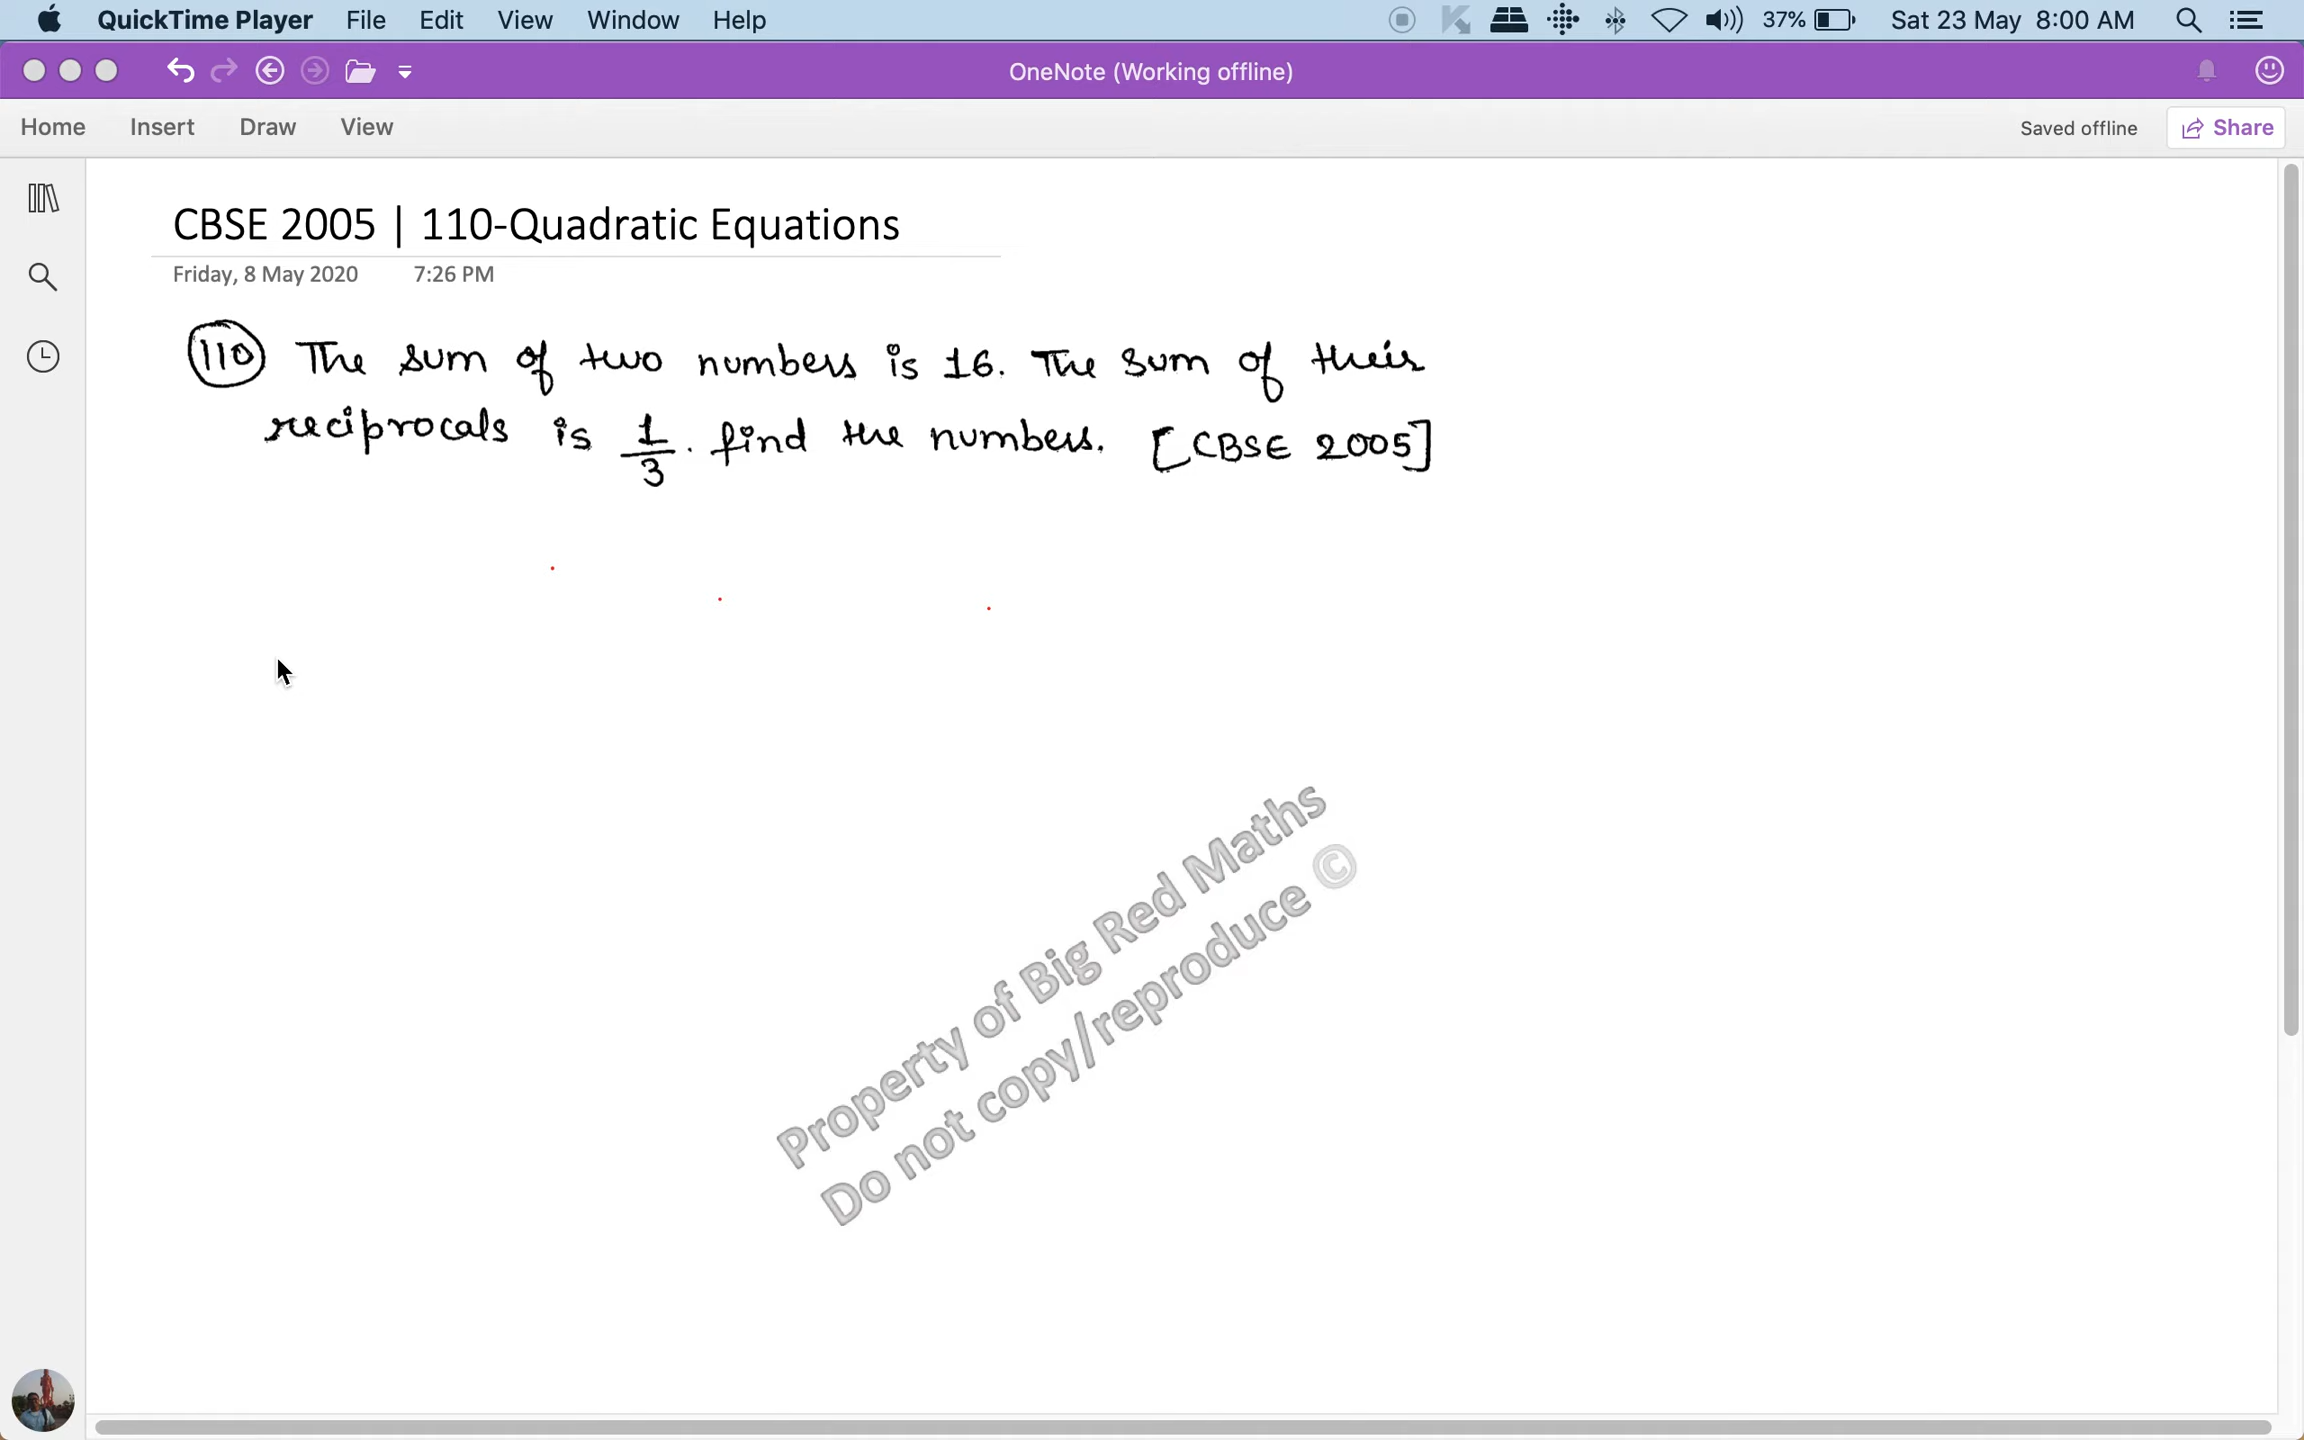 QuickTime Player File Edit View Window Help 37% Sat 23 May 8:00 AM
OneNote (Working offline)
Home Insert Draw View Saved offline Share
CBSE 2005 | 110-Quadratic Equations
Friday, 8 May 2020 7:26 PM
110 The sum of two numbers is 16. The sum of their
reciprocals is 1/3. find the numbers. [CBSE 2005]
Property of Big Red Maths ©
Do not copy/reproduce